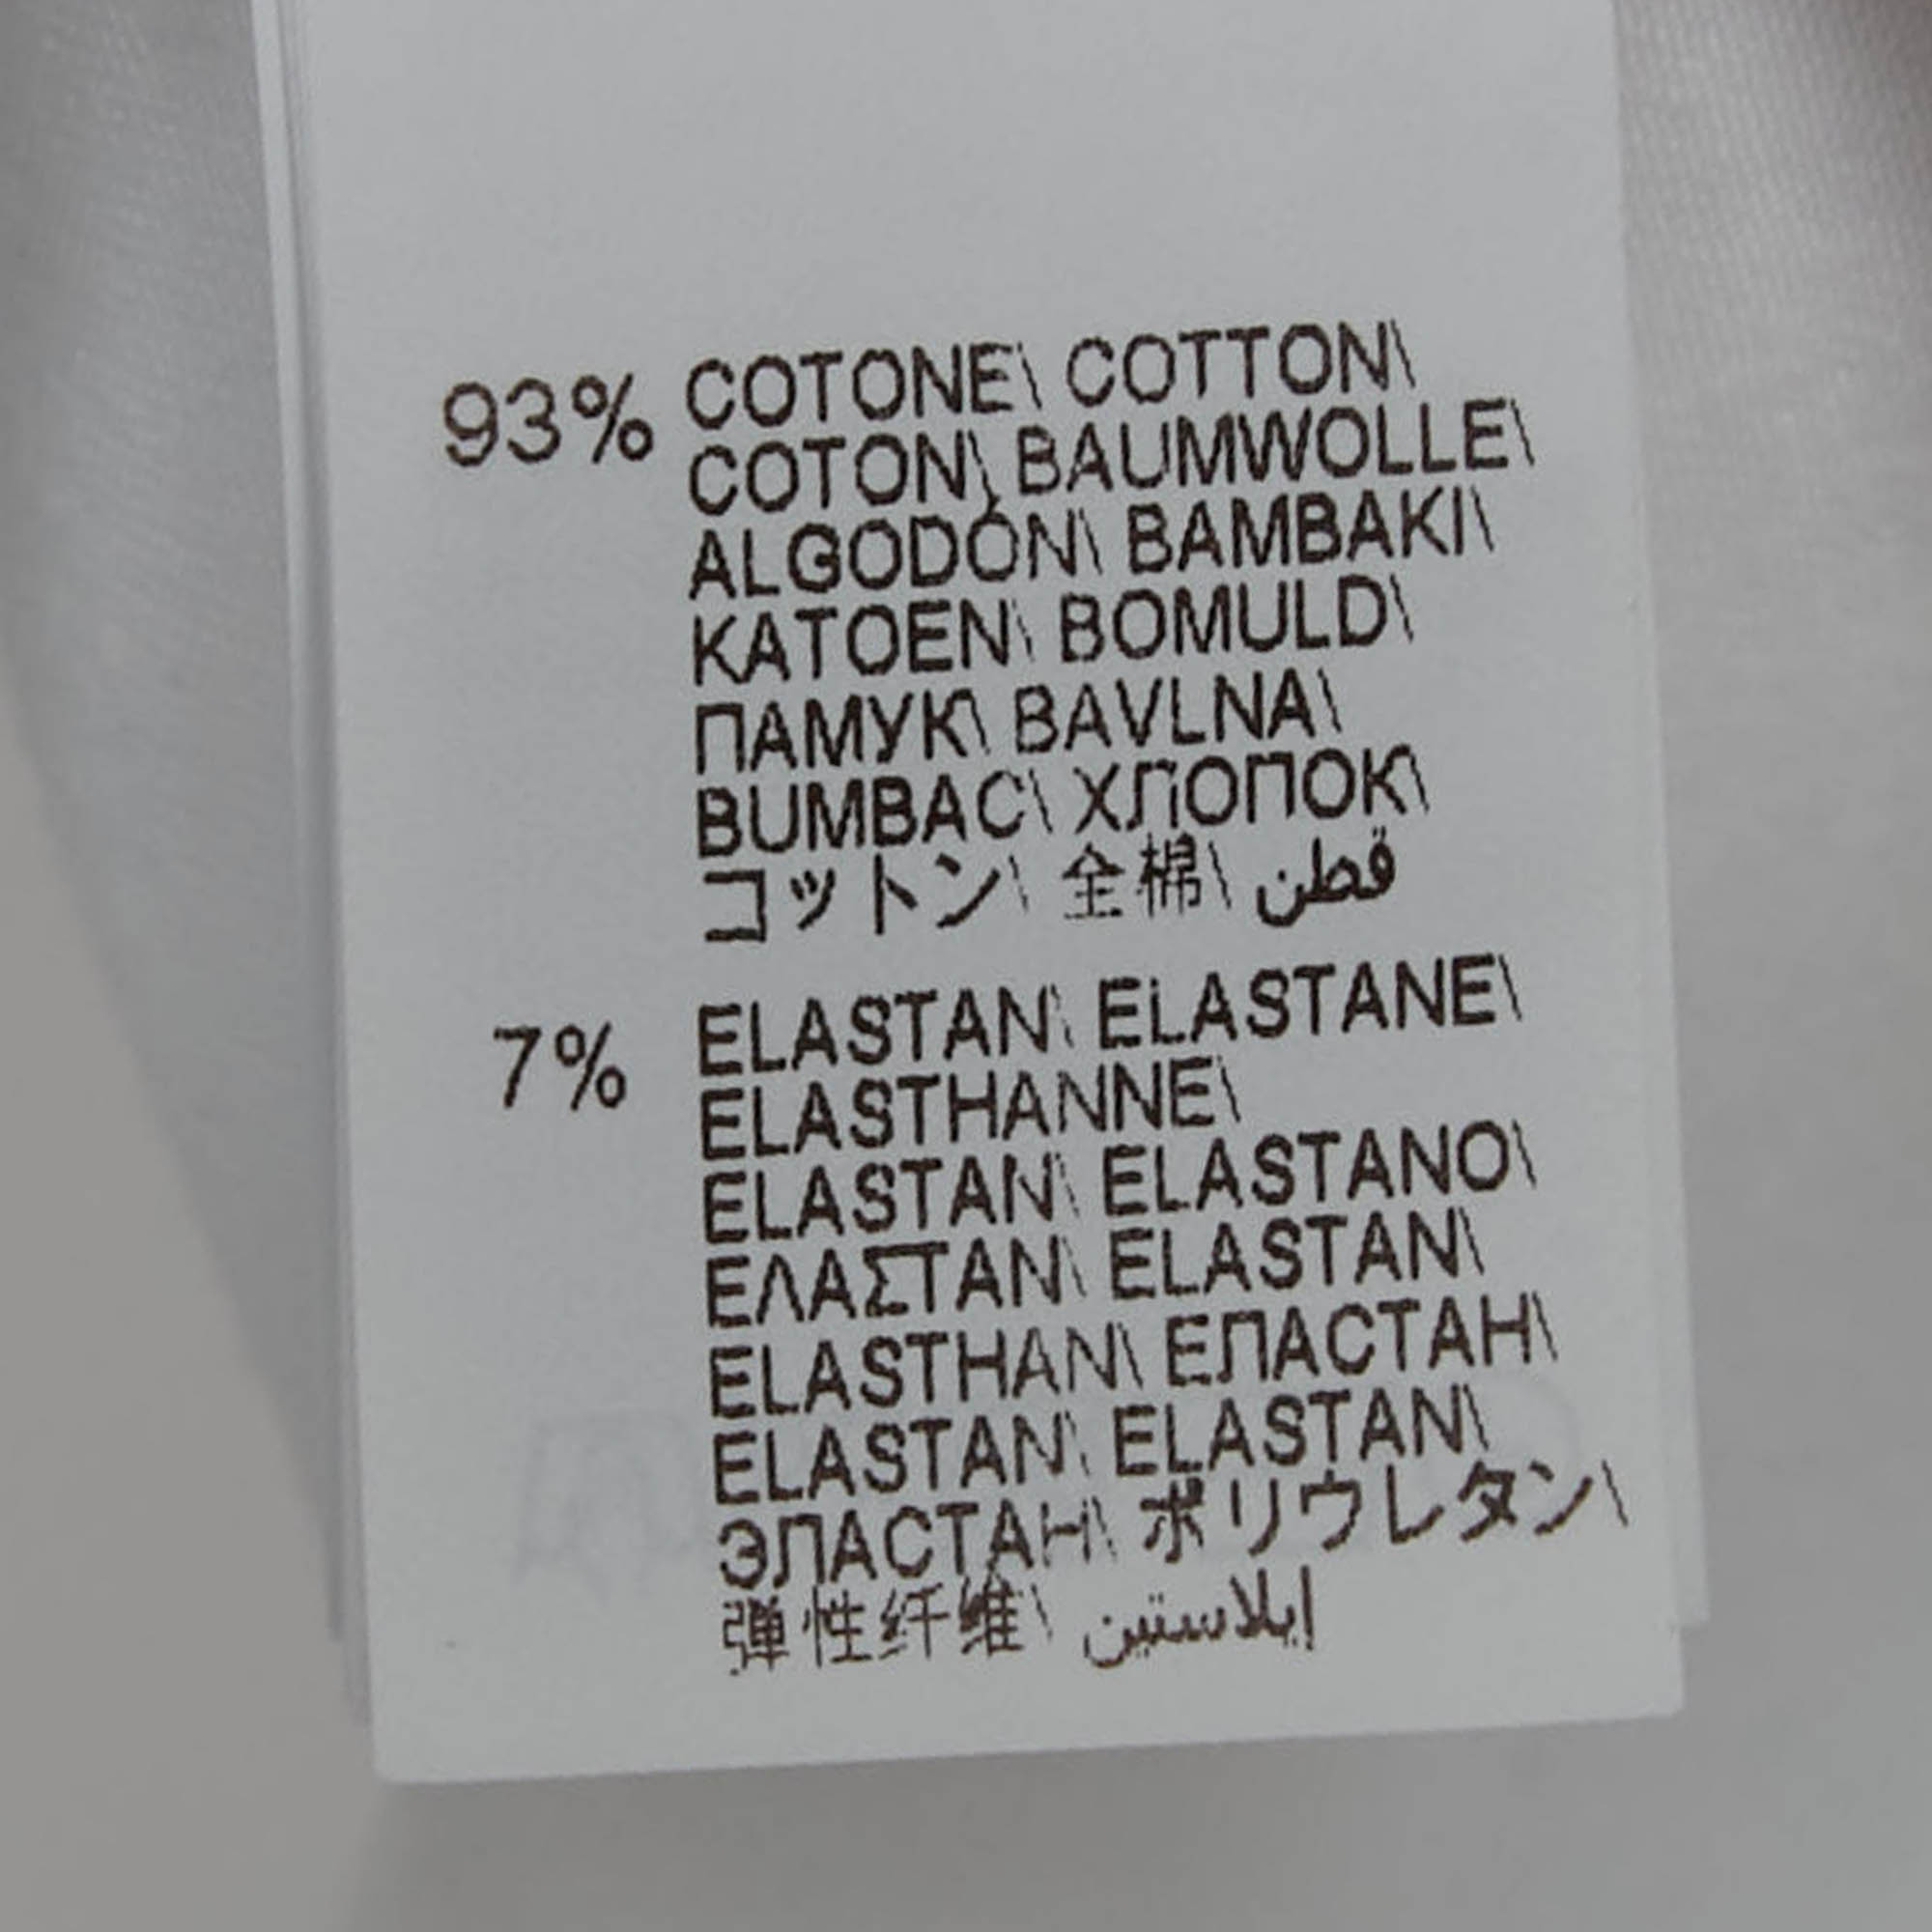 93% COTONE\ COTTON\
COTON\ BAUMWOLLE\
ALGODÓN\ BAMBAKI\
KATOEN\ BOMULD\
ПАМУК\ BAVLNA\
BUMBAC\ ХЛОПОК\
コットン\ 全棉\ قطن
7% ELASTAN\ ELASTANE\
ELASTHANNE\
ELASTAN\ ELASTANO\
ΕΛΑΣΤΑΝ\ ELASTAN\
ELASTHAN\ ЕЛАСТАН\
ELASTAN\ ELASTAN\
ЭЛАСТАН\ ポリウレタン\
弹性纤维\ إيلاستين